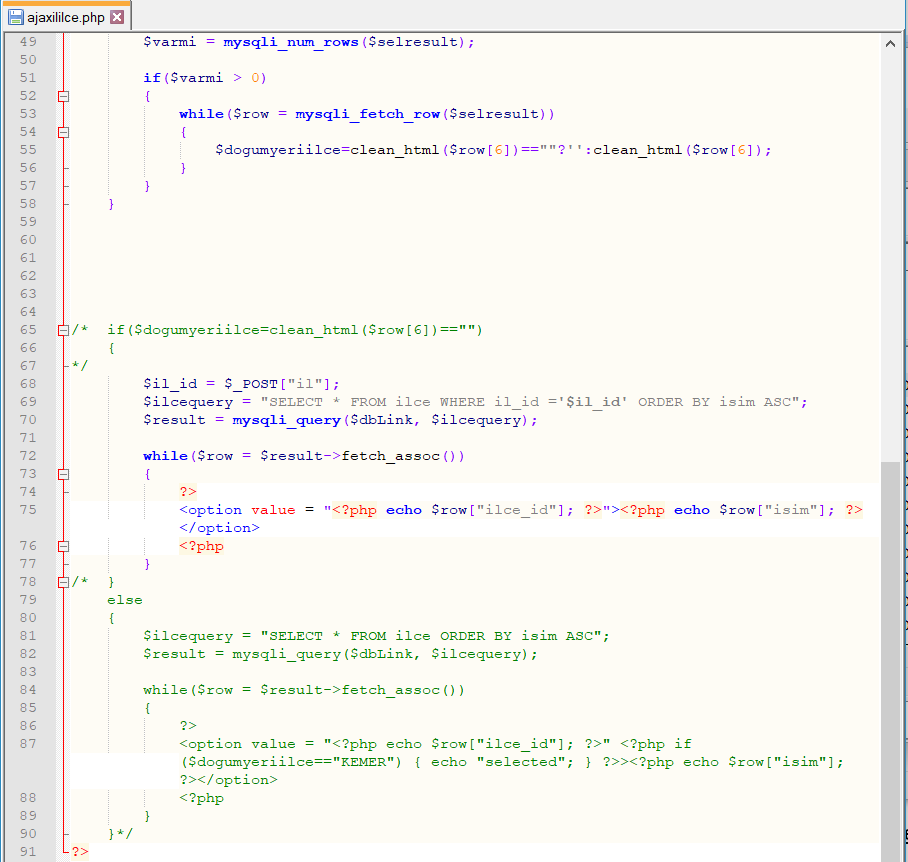 ajaxililce.php
49 $varmi = mysqli_num_rows($selresult);
50
51 if($varmi > 0)
52 {
53 while($row = mysqli_fetch_row($selresult))
54 {
55 $dogumyeriilce=clean_html($row[6])==""?'':clean_html($row[6]);
56 }
57 }
58 }
59
60
61
62
63
64
65 /* if($dogumyeriilce=clean_html($row[6])=="")
66 {
67 */
68 $il_id = $_POST["il"];
69 $ilcequery = "SELECT * FROM ilce WHERE il_id ='$il_id' ORDER BY isim ASC";
70 $result = mysqli_query($dbLink, $ilcequery);
71
72 while($row = $result->fetch_assoc())
73 {
74 ?>
75 <option value = "<?php echo $row["ilce_id"]; ?>"><?php echo $row["isim"]; ?>
</option>
76 <?php
77 }
78 /* }
79 else
80 {
81 $ilcequery = "SELECT * FROM ilce ORDER BY isim ASC";
82 $result = mysqli_query($dbLink, $ilcequery);
83
84 while($row = $result->fetch_assoc())
85 {
86 ?>
87 <option value = "<?php echo $row["ilce_id"]; ?>" <?php if
($dogumyeriilce=="KEMER") { echo "selected"; } ?>><?php echo $row["isim"];
?></option>
88 <?php
89 }
90 }*/
91 ?>